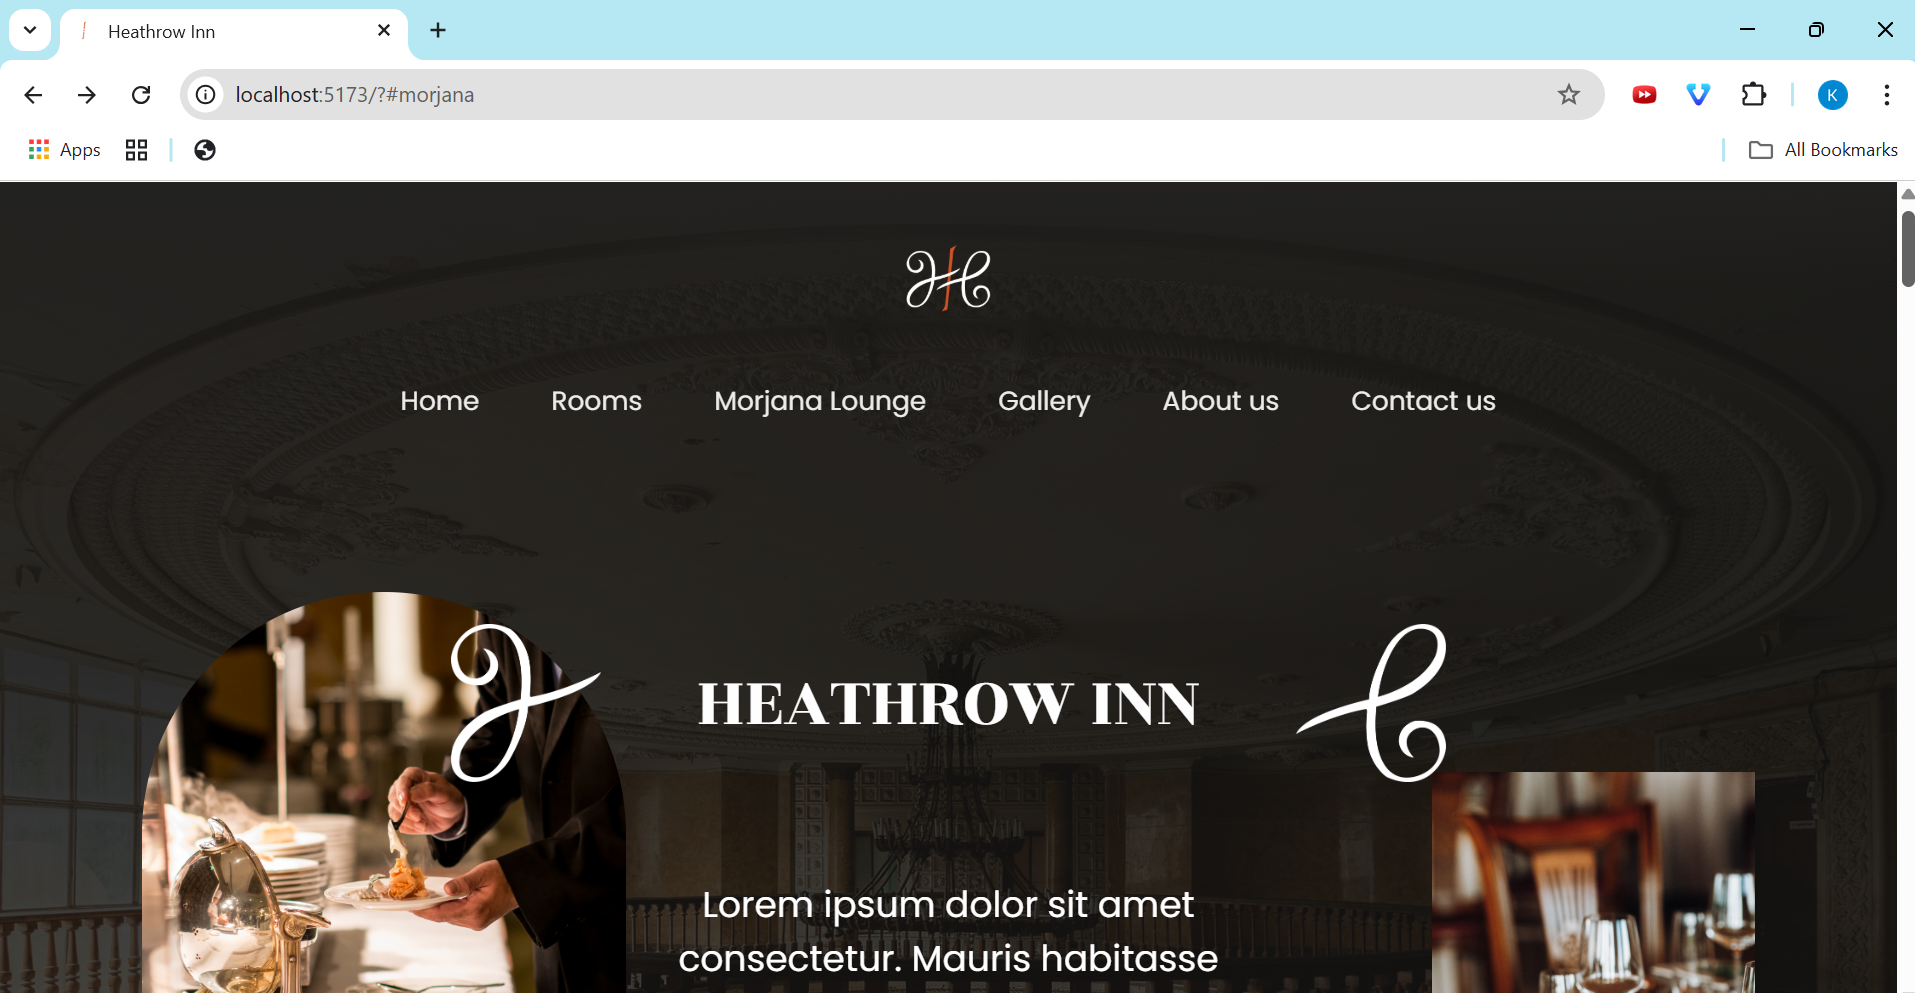 Heathrow Inn
localhost:5173/?#morjana
K
Apps
All Bookmarks
Home Rooms Morjana Lounge Gallery About us Contact us
HEATHROW INN
Lorem ipsum dolor sit amet
consectetur. Mauris habitasse